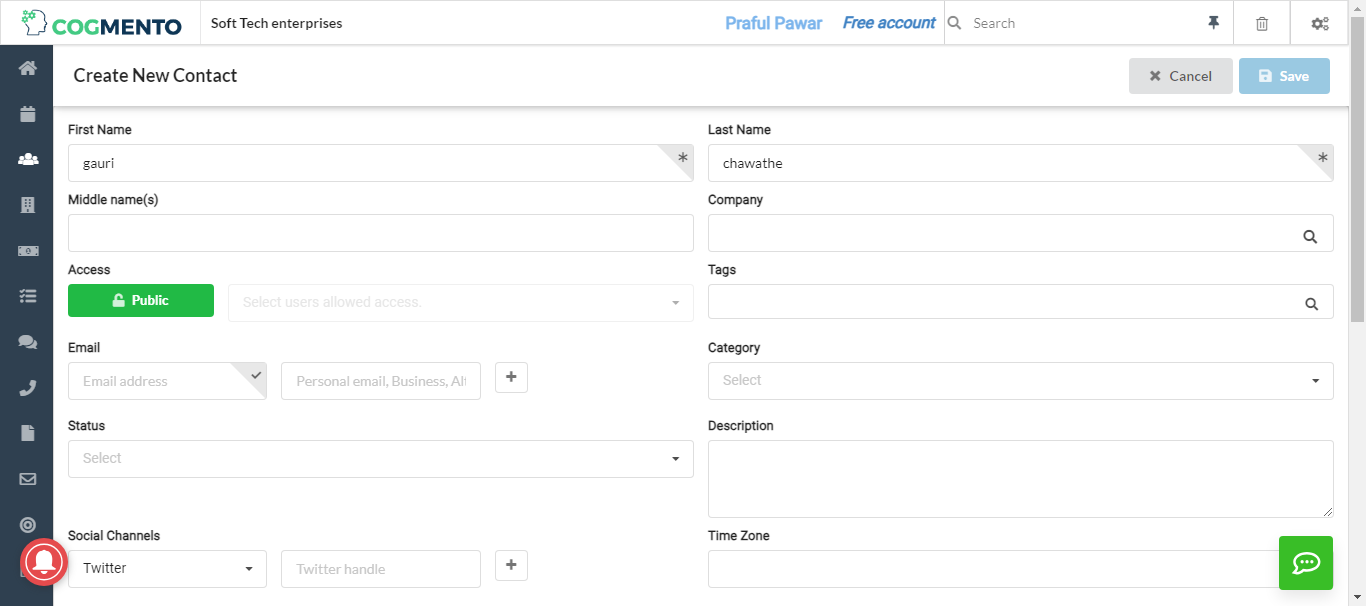 COGMENTO
Soft Tech enterprises
Praful Pawar
Free account
Search
Create New Contact
Cancel
Save
First Name
Last Name
gauri
*
chawathe
*
Middle name(s)
Company
Access
Tags
Public
Select users allowed access.
Email
Category
Email address
Personal email, Business, Alt
Select
Status
Description
Select
Social Channels
Time Zone
Twitter
Twitter handle